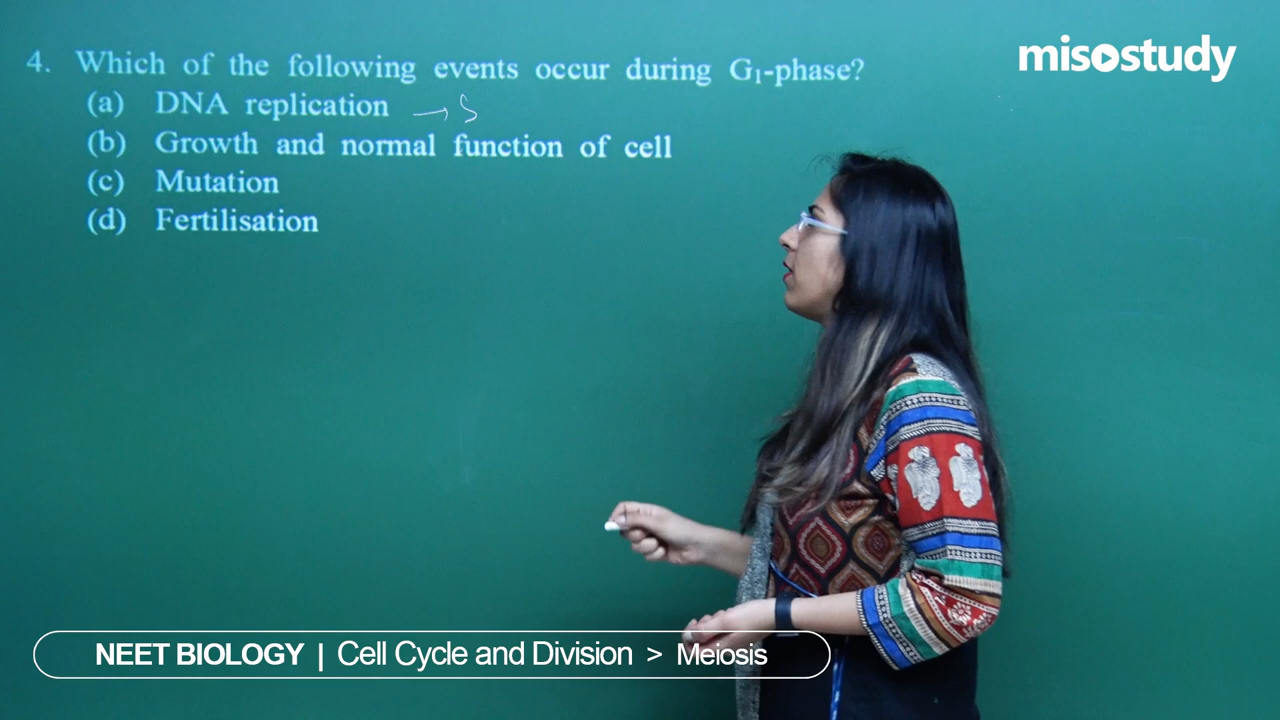 misostudy
4. Which of the following events occur during G₁-phase?
(a) DNA replication → S
(b) Growth and normal function of cell
(c) Mutation
(d) Fertilisation
NEET BIOLOGY | Cell Cycle and Division > Meiosis